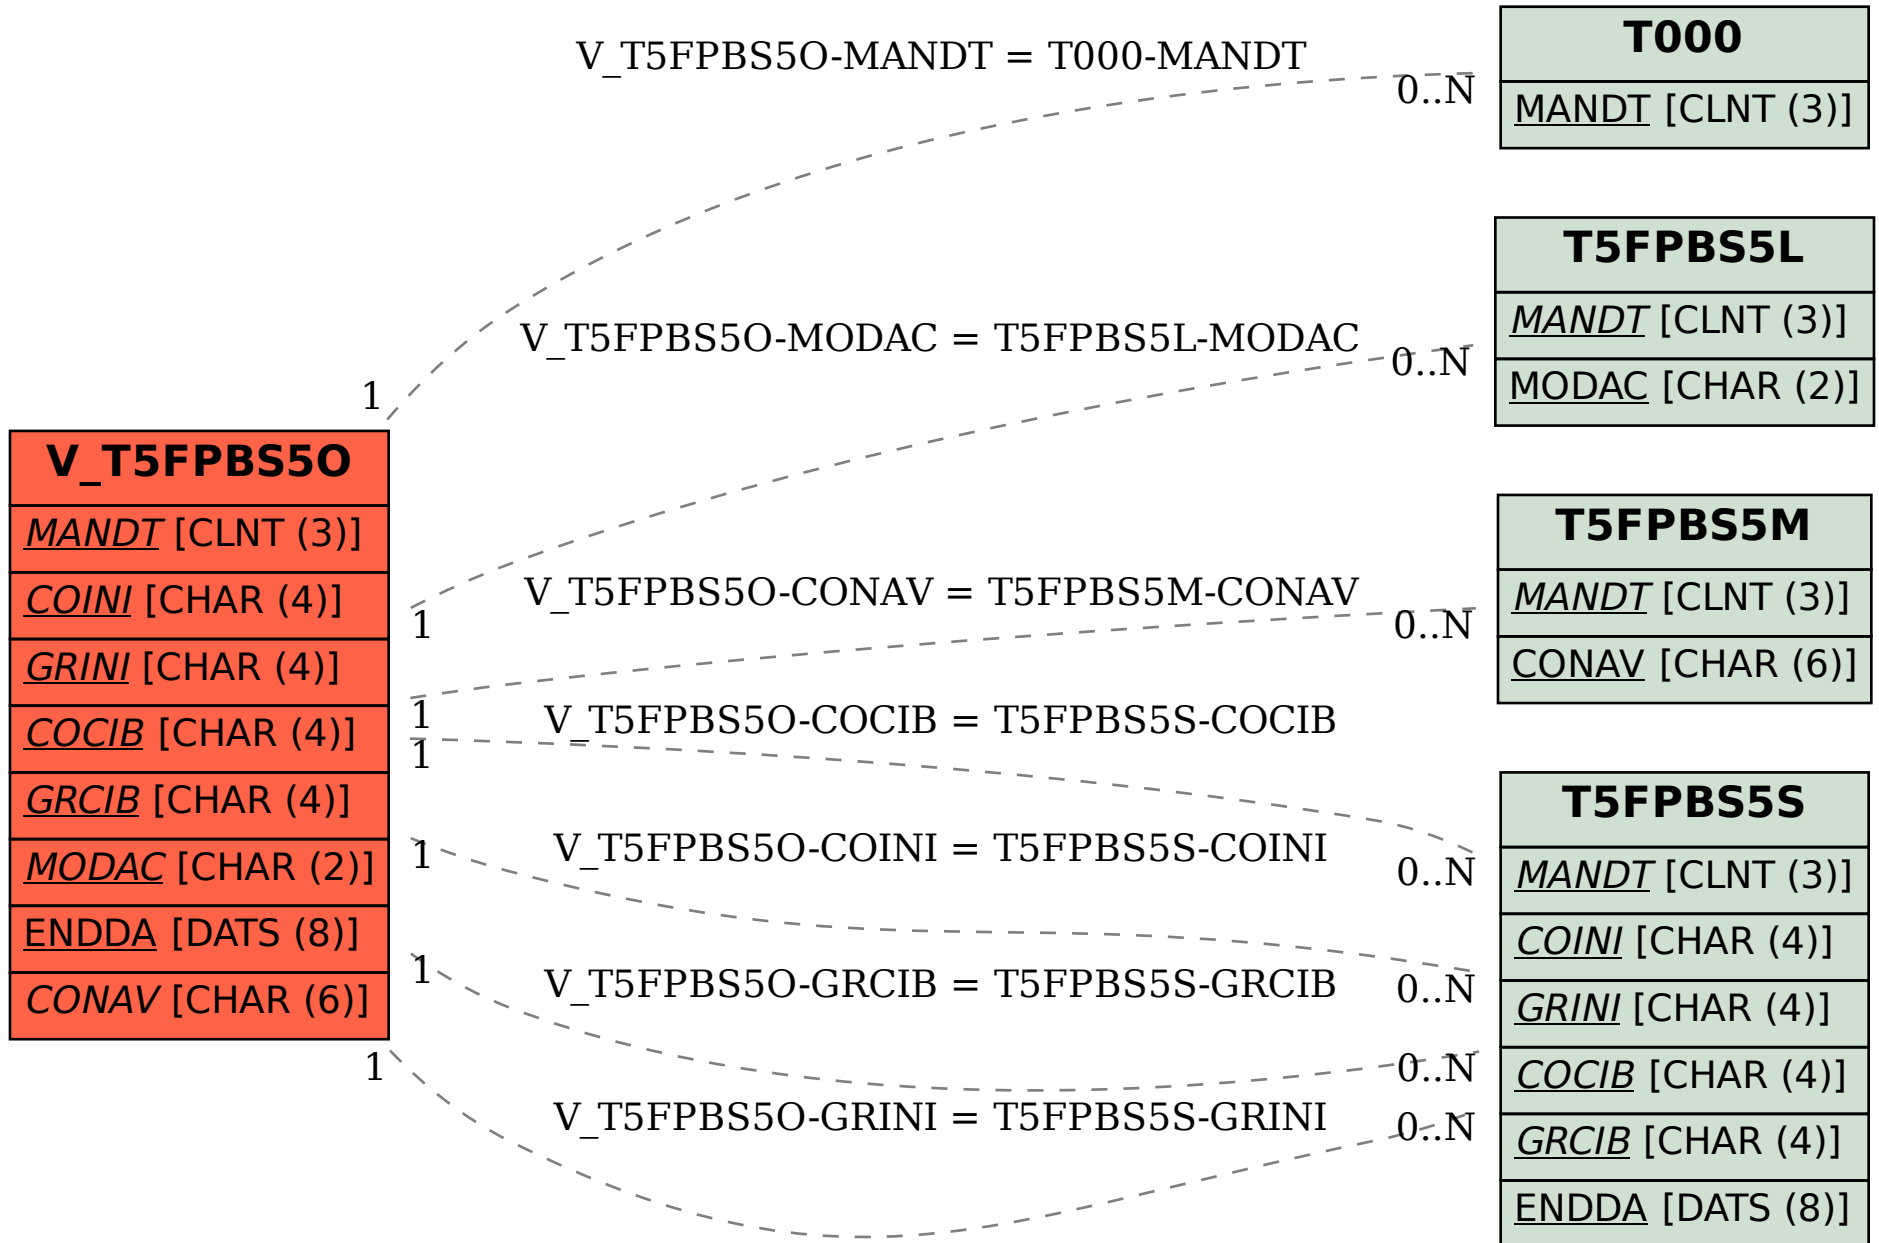 V_T5FPBS5O-MANDT = T000-MANDT
0..N
1
T000
MANDT [CLNT (3)]
V_T5FPBS5O-MODAC = T5FPBS5L-MODAC
0..N
1
T5FPBS5L
MANDT [CLNT (3)]
MODAC [CHAR (2)]
V_T5FPBS5O
MANDT [CLNT (3)]
COINI [CHAR (4)]
GRINI [CHAR (4)]
COCIB [CHAR (4)]
GRCIB [CHAR (4)]
MODAC [CHAR (2)]
ENDDA [DATS (8)]
CONAV [CHAR (6)]
V_T5FPBS5O-CONAV = T5FPBS5M-CONAV
0..N
1
T5FPBS5M
MANDT [CLNT (3)]
CONAV [CHAR (6)]
V_T5FPBS5O-COCIB = T5FPBS5S-COCIB
1
0..N
V_T5FPBS5O-COINI = T5FPBS5S-COINI
1
0..N
V_T5FPBS5O-GRCIB = T5FPBS5S-GRCIB
1
0..N
V_T5FPBS5O-GRINI = T5FPBS5S-GRINI
1
0..N
T5FPBS5S
MANDT [CLNT (3)]
COINI [CHAR (4)]
GRINI [CHAR (4)]
COCIB [CHAR (4)]
GRCIB [CHAR (4)]
ENDDA [DATS (8)]